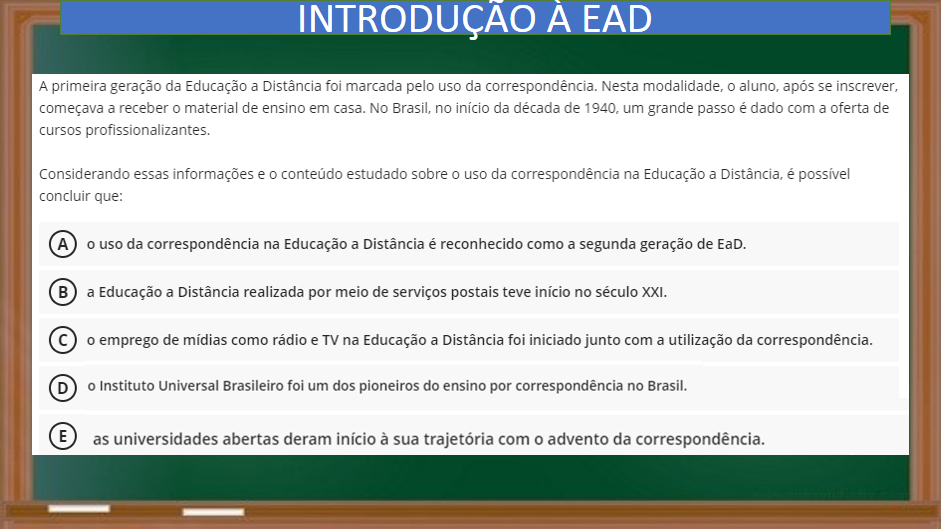 INTRODUÇÃO À EAD
A primeira geração da Educação a Distância foi marcada pelo uso da correspondência. Nesta modalidade, o aluno, após se inscrever,
começava a receber o material de ensino em casa. No Brasil, no início da década de 1940, um grande passo é dado com a oferta de
cursos profissionalizantes.
Considerando essas informações e o conteúdo estudado sobre o uso da correspondência na Educação a Distância, é possível
concluir que:
A o uso da correspondência na Educação a Distância é reconhecido como a segunda geração de EaD.
B a Educação a Distância realizada por meio de serviços postais teve início no século XXI.
C o emprego de mídias como rádio e TV na Educação a Distância foi iniciado junto com a utilização da correspondência.
D o Instituto Universal Brasileiro foi um dos pioneiros do ensino por correspondência no Brasil.
E as universidades abertas deram início à sua trajetória com o advento da correspondência.